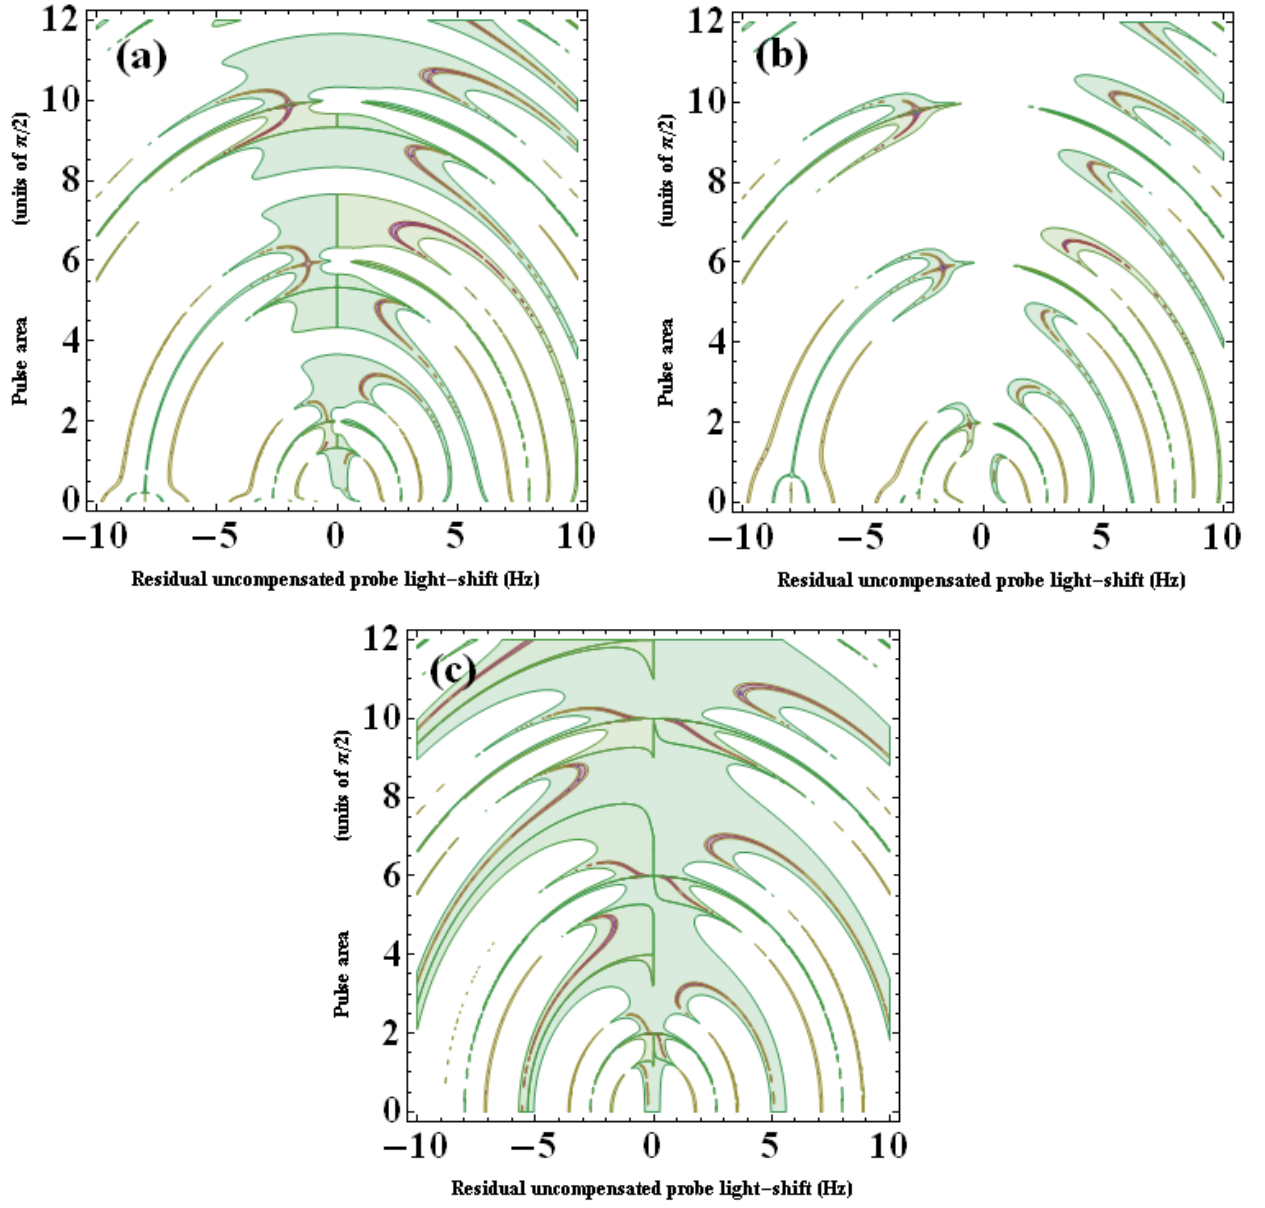 (a)
12
10
8
6
4
2
0
Pulse area (units of π/2)
−10 −5 0 5 10
Residual uncompensated probe light−shift (Hz)
(b)
12
10
8
6
4
2
0
Pulse area (units of π/2)
−10 −5 0 5 10
Residual uncompensated probe light−shift (Hz)
(c)
12
10
8
6
4
2
0
Pulse area (units of π/2)
−10 −5 0 5 10
Residual uncompensated probe light−shift (Hz)